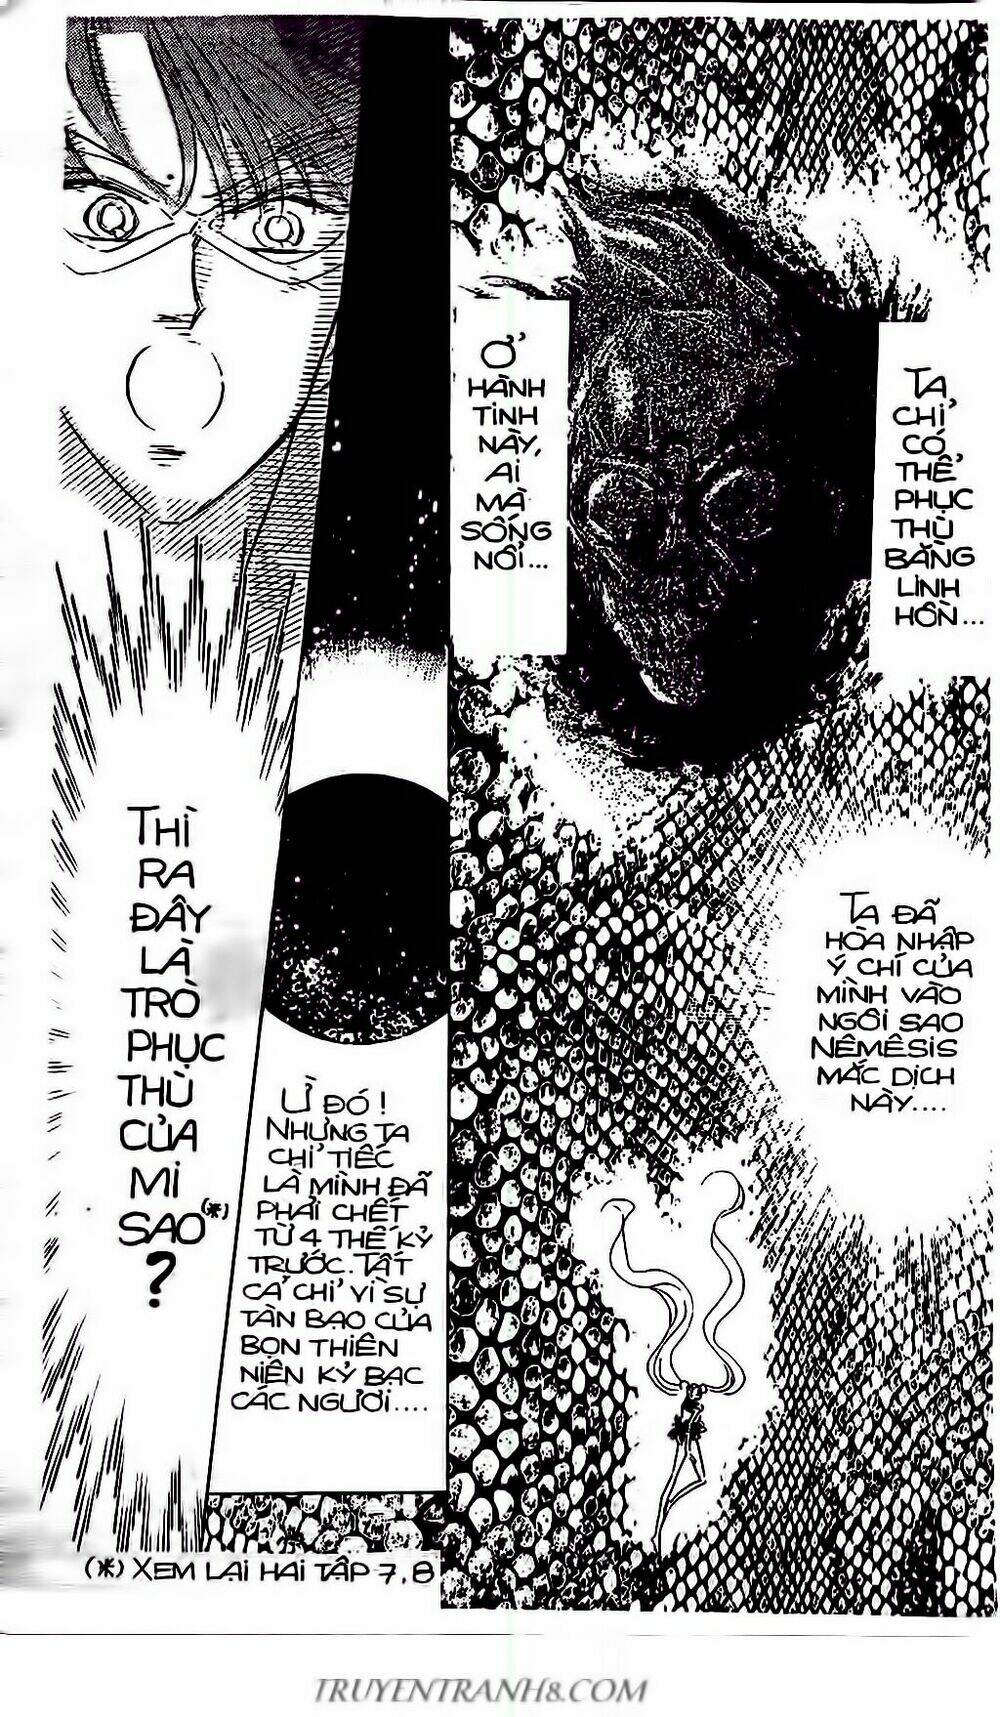 TA
CHỈ
CÓ
THỂ
PHỤC
THÙ
BẰNG
LINH
HỒN...
Ở
HÀNH
TINH
NÀY,
AI
MÀ
SỐNG
NỔI...
TA ĐÃ
HÒA NHẬP
Ý CHÍ CỦA
MÌNH VÀO
NGÔI SAO
NÊMÊSIS
MẮC DỊCH
NÀY....
Ừ ĐÓ!
NHƯNG TA
CHỈ TIẾC
LÀ MÌNH ĐÃ
PHẢI CHẾT
TỪ 4 THẾ KỶ
TRƯỚC. TẤT
CẢ CHỈ VÌ SỰ
TÀN BẠO CỦA
BỌN THIÊN
NIÊN KỶ BẠC
CÁC NGƯƠI....
THÌ
RA
ĐÂY
LÀ
TRÒ
PHỤC
THÙ
CỦA
MI
SAO(*)
?
(*) XEM LẠI HAI TẬP 7,8
TRUYENTRANH8.COM